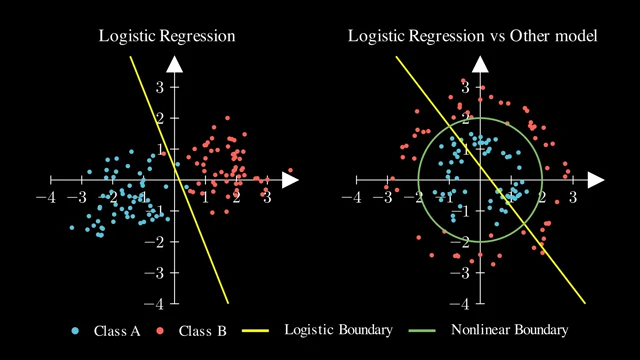 Logistic Regression
Logistic Regression vs Other model
3
2
1
−4 −3 −2 −1 1 2 3
−1
−2
−3
−4
3
2
1
−4 −3 −2 −1 1 2 3
−1
−2
−3
−4
Class A Class B Logistic Boundary Nonlinear Boundary